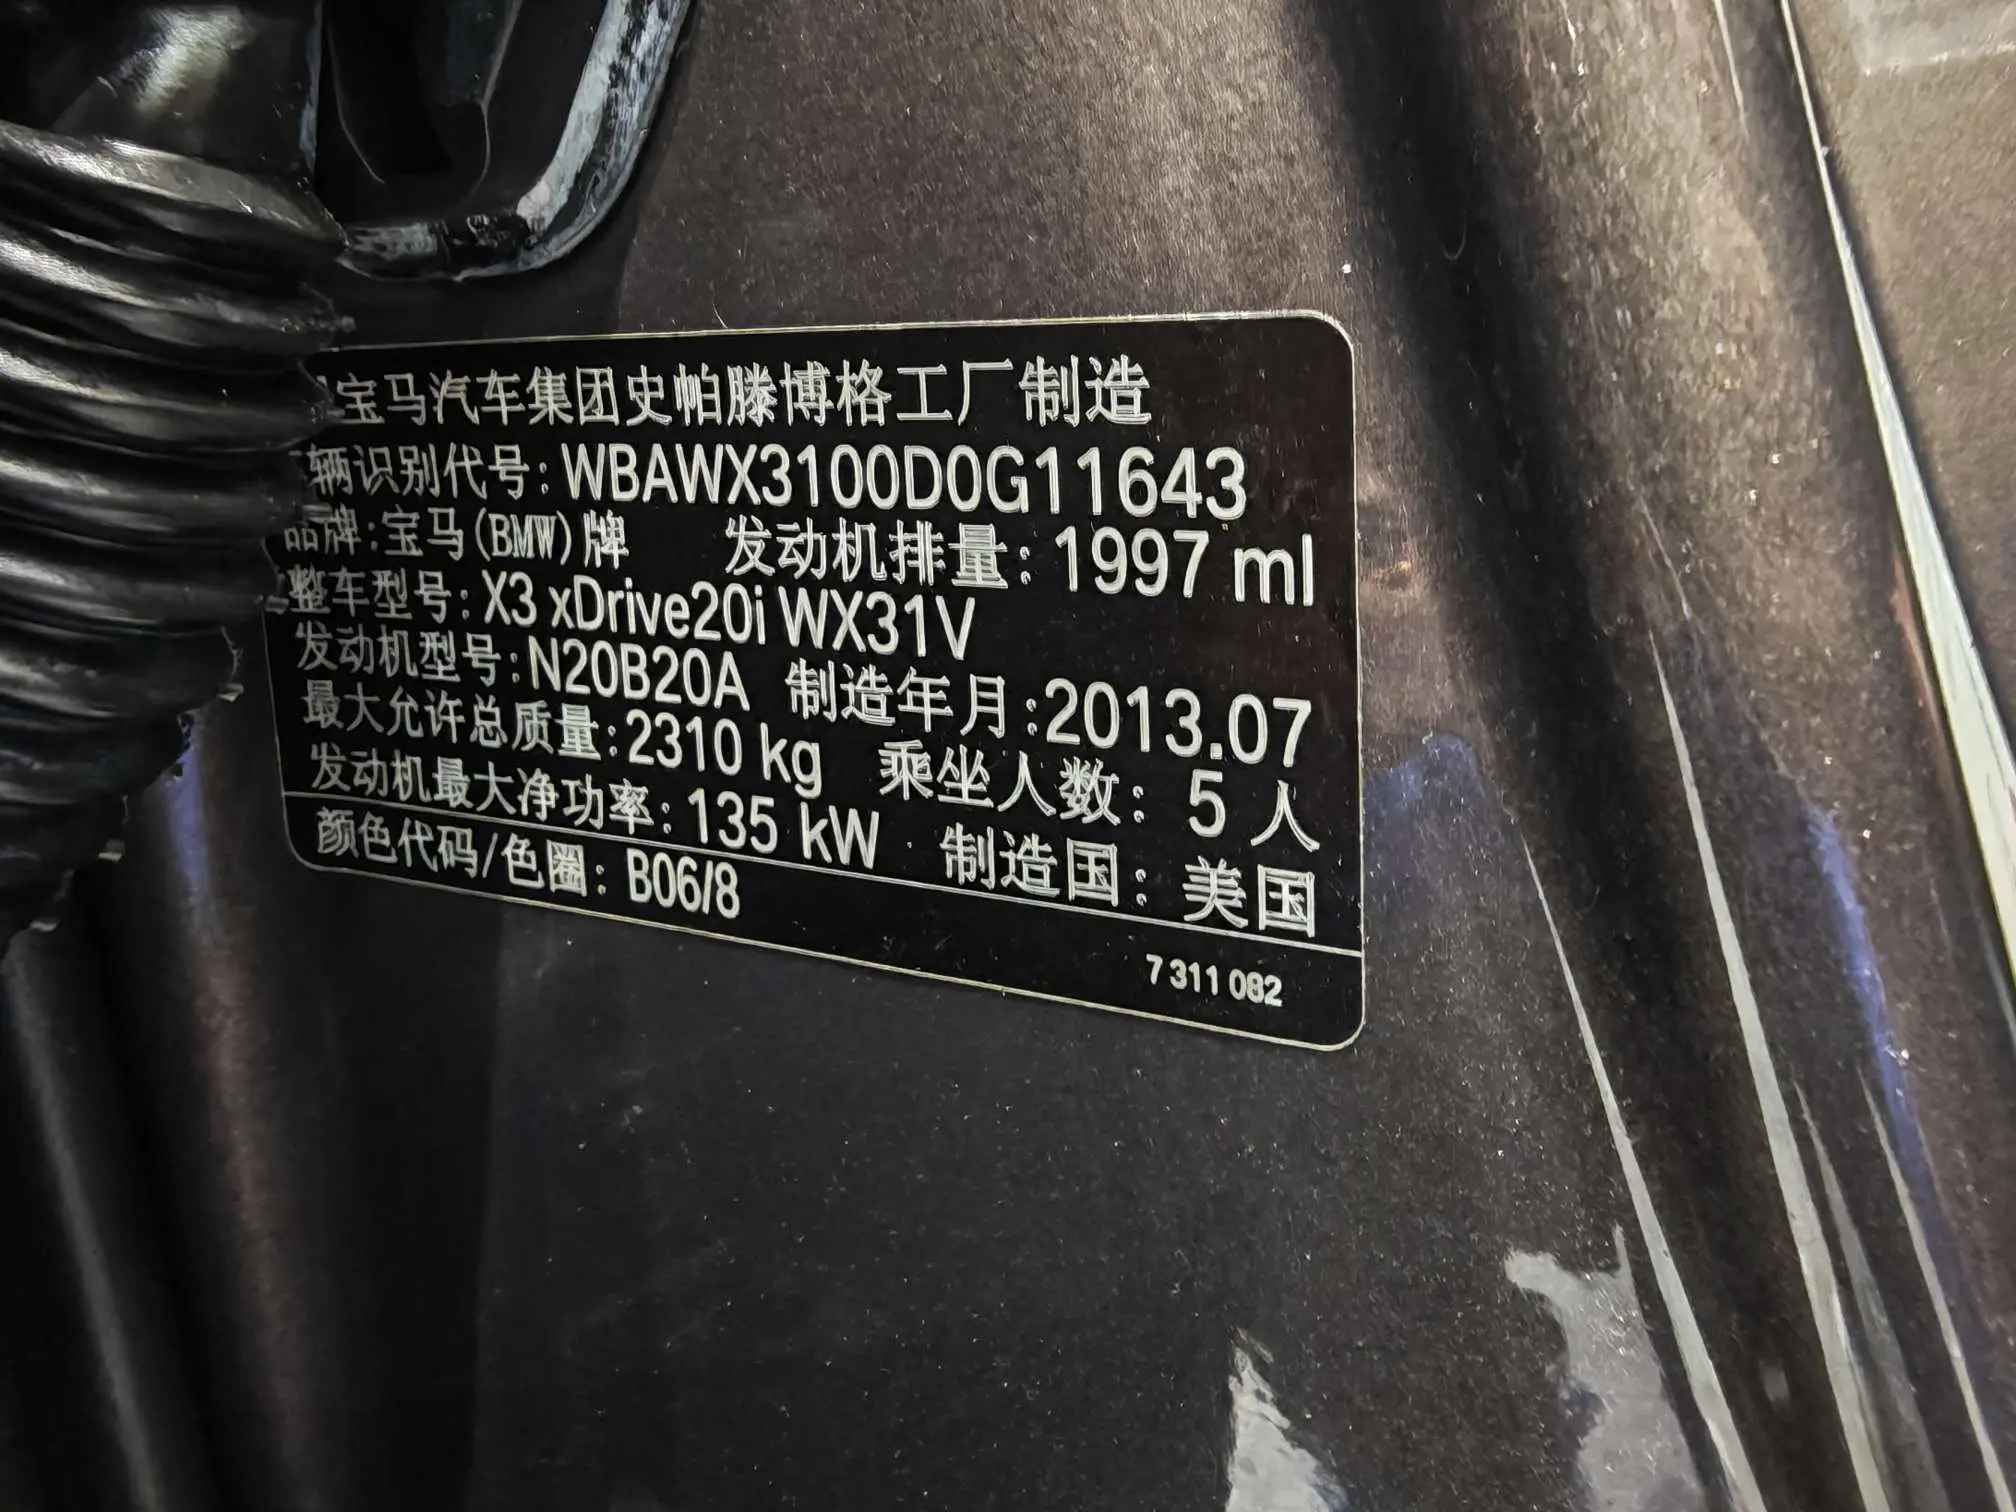 宝马汽车集团史帕滕博格工厂制造
辆识别代号: WBAWX3100D0G11643
品牌: 宝马(BMW)牌 发动机排量: 1997 ml
整车型号: X3 xDrive20i WX31V
发动机型号: N20B20A 制造年月: 2013.07
最大允许总质量: 2310 kg 乘坐人数: 5 人
发动机最大净功率: 135 kW 制造国: 美国
颜色代码/色圈: B06/8
7 311 082